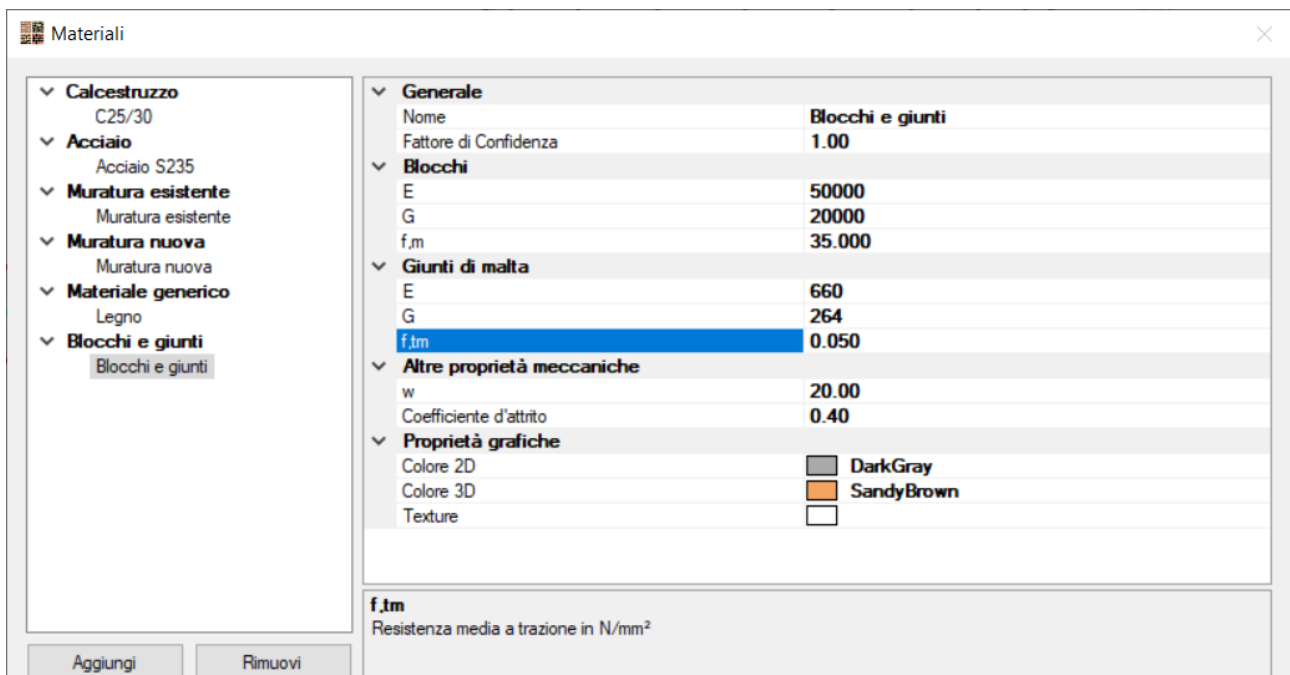 Materiali
Calcestruzzo
C25/30
Acciaio
Acciaio S235
Muratura esistente
Muratura esistente
Muratura nuova
Muratura nuova
Materiale generico
Legno
Blocchi e giunti
Blocchi e giunti
Aggiungi Rimuovi
Generale
Nome Blocchi e giunti
Fattore di Confidenza 1.00
Blocchi
E 50000
G 20000
f,m 35.000
Giunti di malta
E 660
G 264
f,tm 0.050
Altre proprietà meccaniche
w 20.00
Coefficiente d'attrito 0.40
Proprietà grafiche
Colore 2D DarkGray
Colore 3D SandyBrown
Texture
f,tm
Resistenza media a trazione in N/mm²